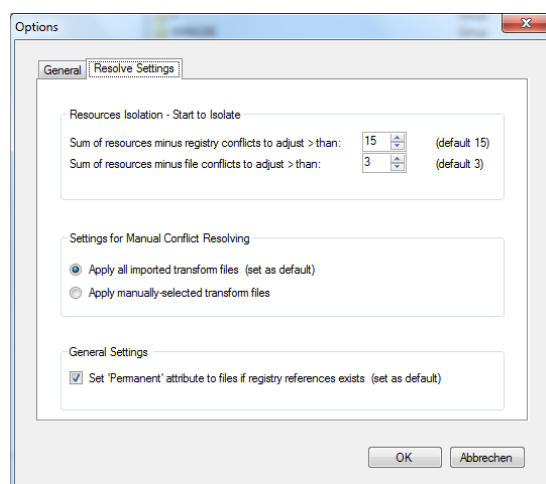 Options
General
Resolve Settings
Resources Isolation - Start to Isolate
Sum of resources minus registry conflicts to adjust > than: 15 (default 15)
Sum of resources minus file conflicts to adjust > than: 3 (default 3)
Settings for Manual Conflict Resolving
Apply all imported transform files (set as default)
Apply manually-selected transform files
General Settings
Set 'Permanent' attribute to files if registry references exists (set as default)
OK
Abbrechen